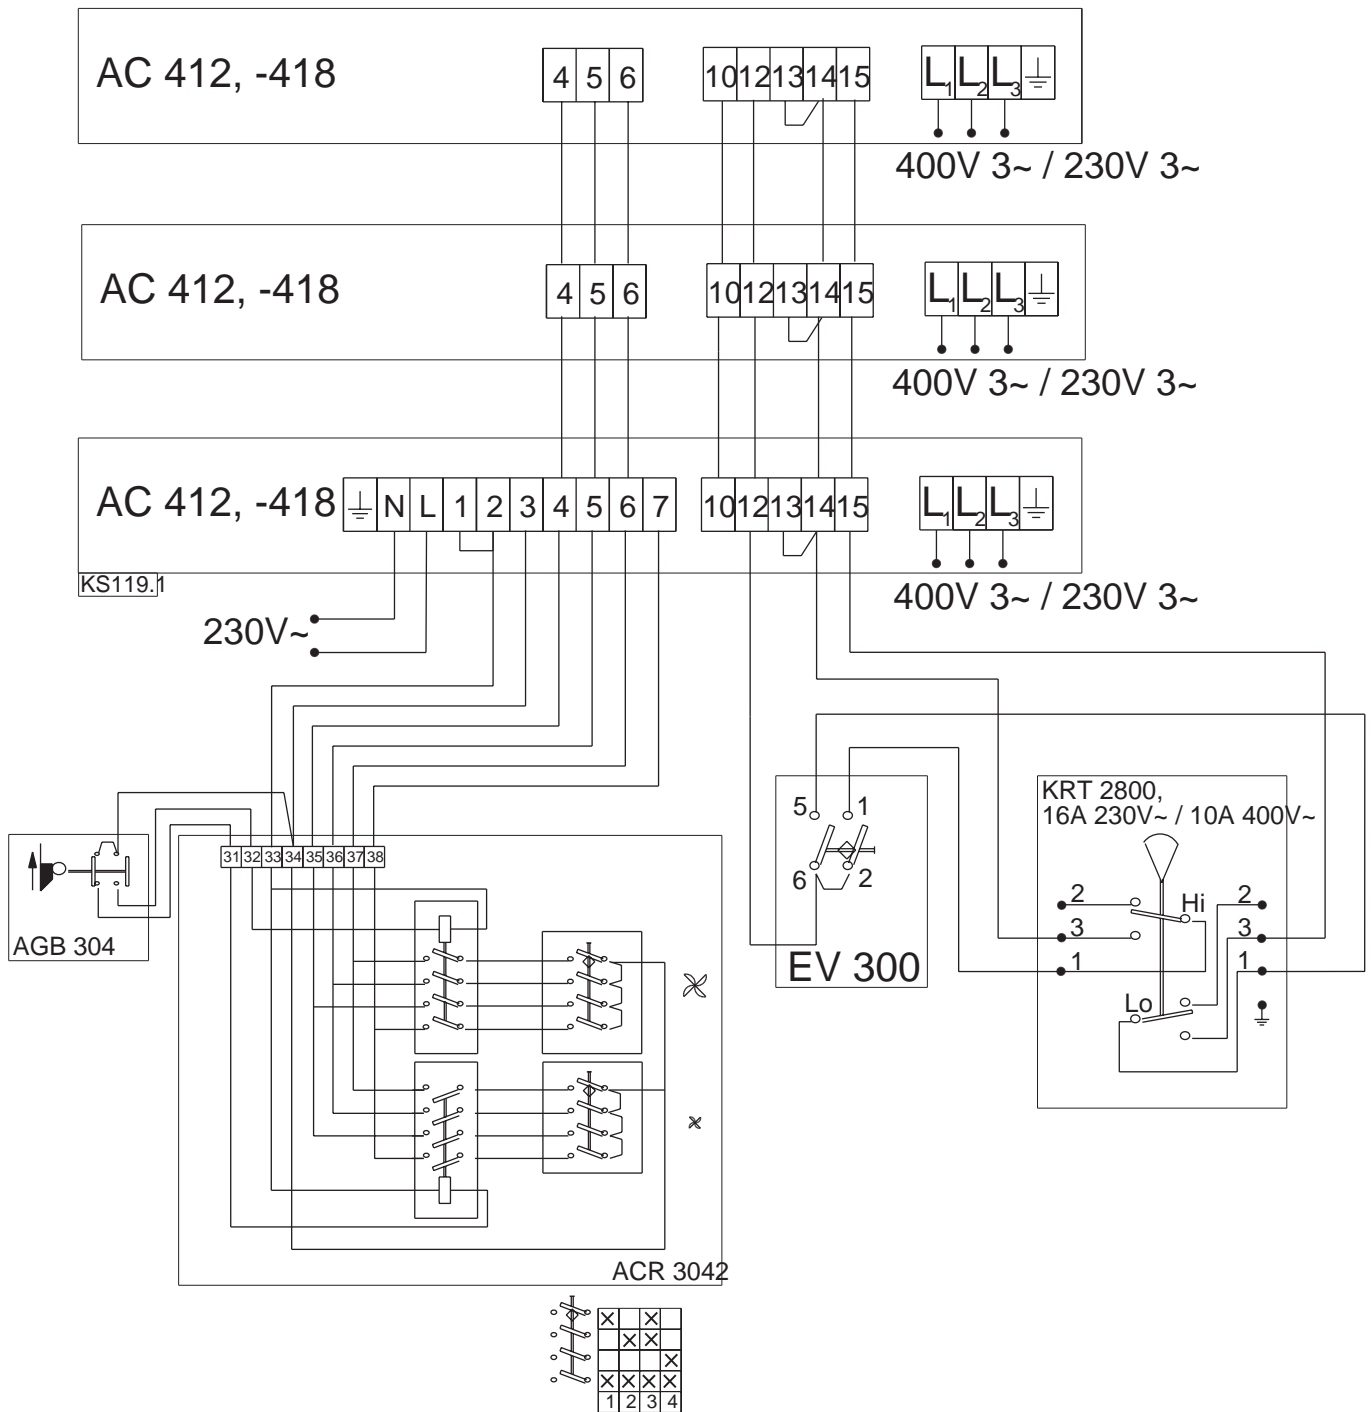 AC 412, -418
4 5 6
10 12 13 14 15
L1 L2 L3
400V 3~ / 230V 3~
AC 412, -418
4 5 6
10 12 13 14 15
L1 L2 L3
400V 3~ / 230V 3~
AC 412, -418
N L 1 2 3 4 5 6 7
10 12 13 14 15
L1 L2 L3
KS119.1
400V 3~ / 230V 3~
230V~
KRT 2800,
16A 230V~ / 10A 400V~
5 1
6 2
EV 300
2 Hi 2
3 3
1 1
Lo
31 32 33 34 35 36 37 38
AGB 304
ACR 3042
X X
X X
X
X X X X
1 2 3 4